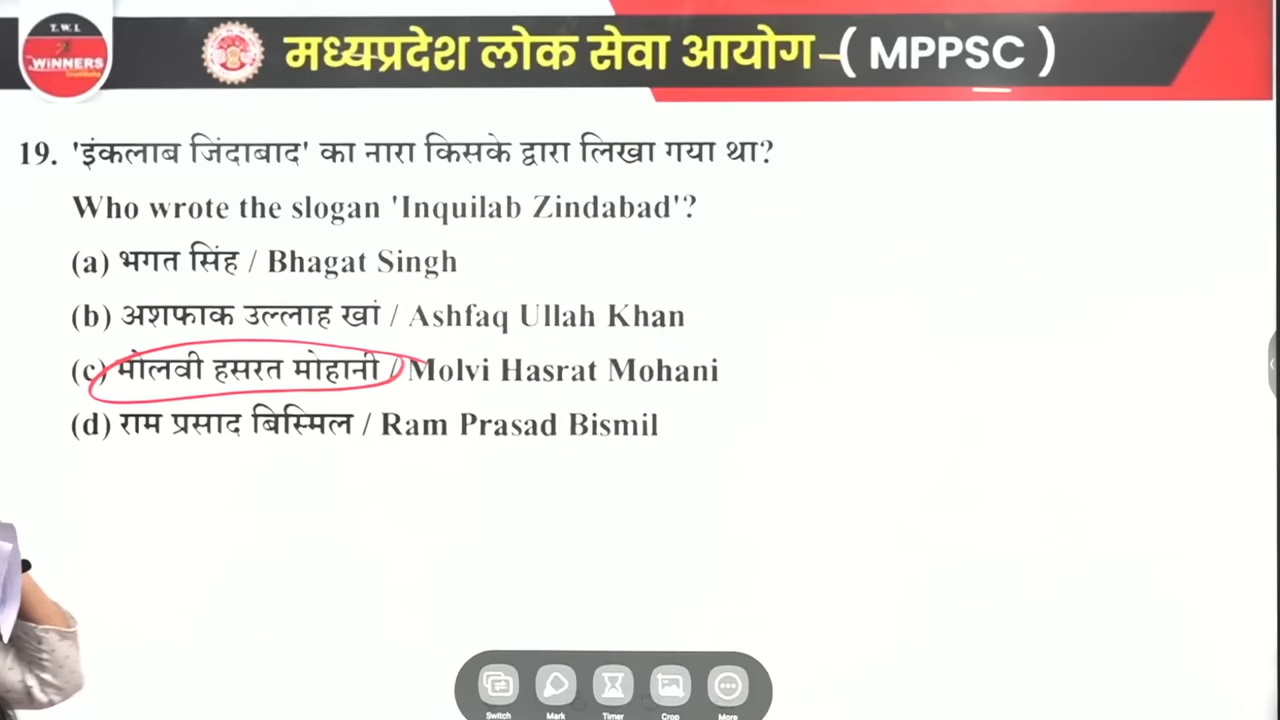 T.W.I.
WINNERS
Institute
मध्यप्रदेश लोक सेवा आयोग–( MPPSC )
19. 'इंकलाब जिंदाबाद' का नारा किसके द्वारा लिखा गया था?
Who wrote the slogan 'Inquilab Zindabad'?
(a) भगत सिंह / Bhagat Singh
(b) अशफाक उल्लाह खां / Ashfaq Ullah Khan
(c) मोलवी हसरत मोहानी / Molvi Hasrat Mohani
(d) राम प्रसाद बिस्मिल / Ram Prasad Bismil
Switch Mark Timer Crop More